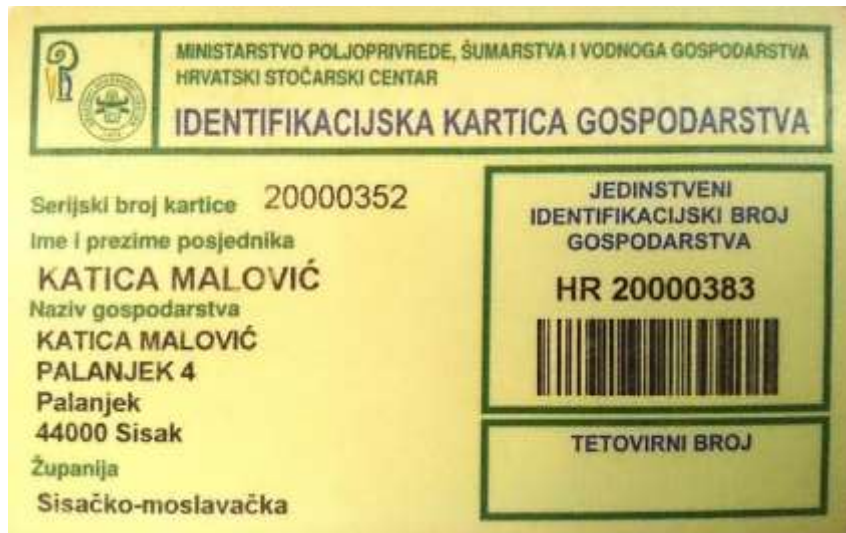 MINISTARSTVO POLJOPRIVREDE, ŠUMARSTVA I VODNOGA GOSPODARSTVA
HRVATSKI STOČARSKI CENTAR
IDENTIFIKACIJSKA KARTICA GOSPODARSTVA
Serijski broj kartice 20000352
Ime i prezime posjednika
KATICA MALOVIĆ
Naziv gospodarstva
KATICA MALOVIĆ
PALANJEK 4
Palanjek
44000 Sisak
Županija
Sisačko-moslavačka
JEDINSTVENI
IDENTIFIKACIJSKI BROJ
GOSPODARSTVA
HR 20000383
TETOVIRNI BROJ